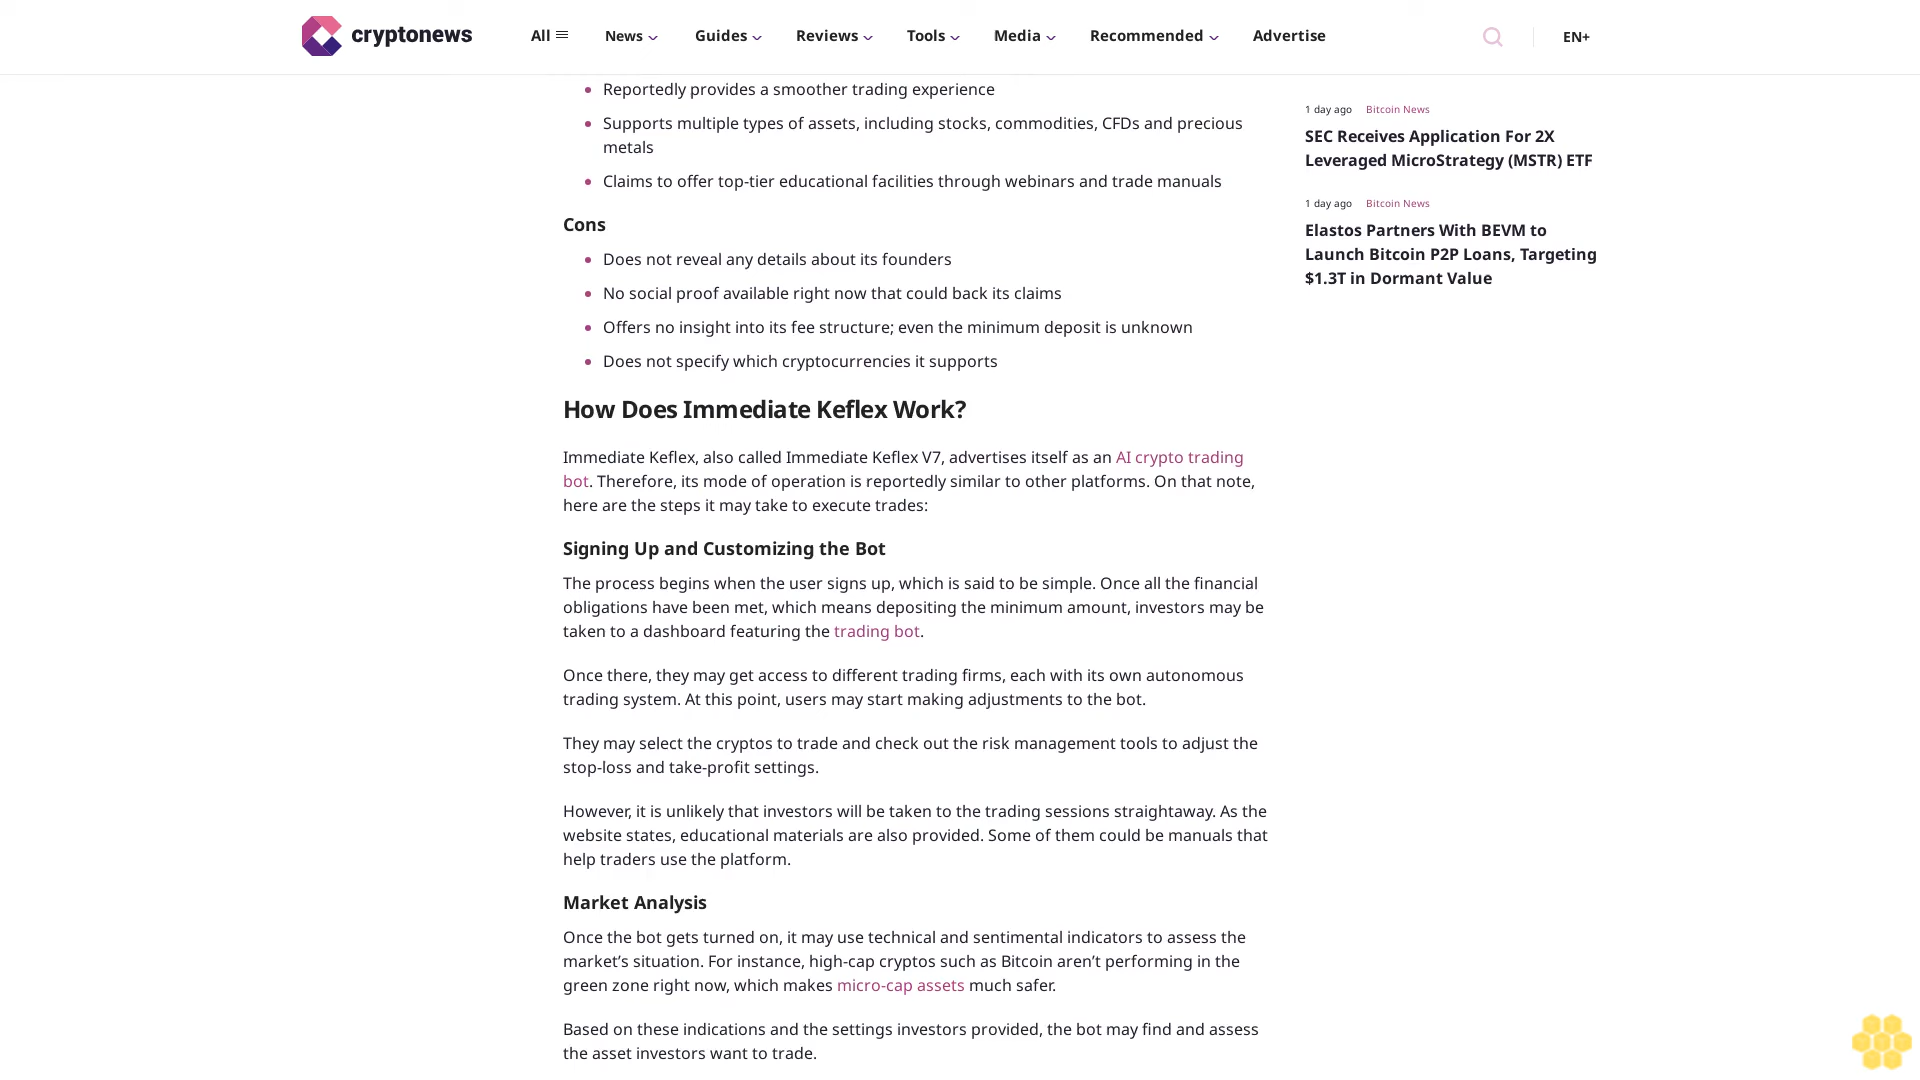 cryptonews
All
News
Guides
Reviews
Tools
Media
Recommended
Advertise
EN+
Reportedly provides a smoother trading experience
Supports multiple types of assets, including stocks, commodities, CFDs and precious
metals
Claims to offer top-tier educational facilities through webinars and trade manuals
Cons
Does not reveal any details about its founders
No social proof available right now that could back its claims
Offers no insight into its fee structure; even the minimum deposit is unknown
Does not specify which cryptocurrencies it supports
How Does Immediate Keflex Work?
Immediate Keflex, also called Immediate Keflex V7, advertises itself as an AI crypto trading
bot. Therefore, its mode of operation is reportedly similar to other platforms. On that note,
here are the steps it may take to execute trades:
Signing Up and Customizing the Bot
The process begins when the user signs up, which is said to be simple. Once all the financial
obligations have been met, which means depositing the minimum amount, investors may be
taken to a dashboard featuring the trading bot.
Once there, they may get access to different trading firms, each with its own autonomous
trading system. At this point, users may start making adjustments to the bot.
They may select the cryptos to trade and check out the risk management tools to adjust the
stop-loss and take-profit settings.
However, it is unlikely that investors will be taken to the trading sessions straightaway. As the
website states, educational materials are also provided. Some of them could be manuals that
help traders use the platform.
Market Analysis
Once the bot gets turned on, it may use technical and sentimental indicators to assess the
market’s situation. For instance, high-cap cryptos such as Bitcoin aren’t performing in the
green zone right now, which makes micro-cap assets much safer.
Based on these indications and the settings investors provided, the bot may find and assess
the asset investors want to trade.
1 day ago Bitcoin News
SEC Receives Application For 2X
Leveraged MicroStrategy (MSTR) ETF
1 day ago Bitcoin News
Elastos Partners With BEVM to
Launch Bitcoin P2P Loans, Targeting
$1.3T in Dormant Value